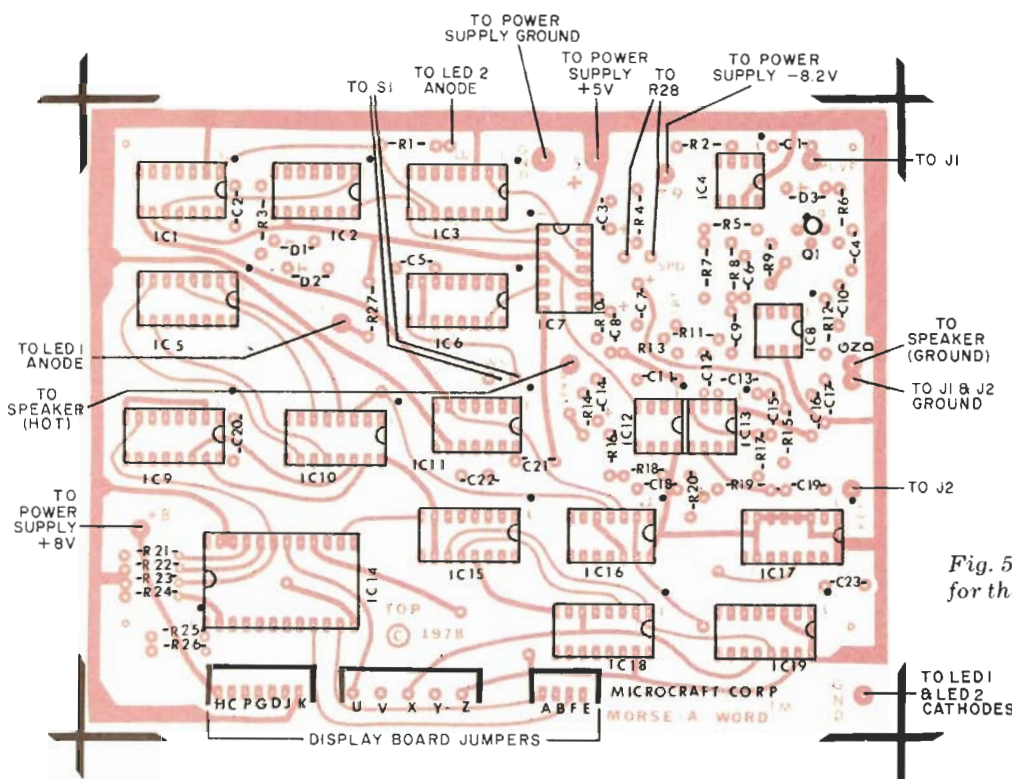 TO POWER
SUPPLY GROUND
TO POWER
SUPPLY
+5V
TO
R28
TO POWER
SUPPLY -8.2V
TO LED 2
ANODE
TO S1
TO J1
-R1-
-R2-
-C1-
IC4
-D3-
-R6-
-C2-
-R3-
IC1
IC2
IC3
-C3-
-R4-
-R5-
Q1
-C4-
-D1-
-D2-
-C5-
-R7-
-R8-
-C6-
-R9-
SPD
IC5
-R27-
IC6
IC7
-R10-
-C8-
-C7-
-R11-
-C9-
IC8
-R12-
-C10-
R13
GZD
TO
SPEAKER
(GROUND)
TO LED1
ANODE
TO
SPEAKER
(HOT)
-C11-
-C12-
-C13-
TO J1 & J2
GROUND
-R14-
-C14-
-C15-
-C16-
-C17-
IC9
-C20-
IC10
IC11
-R16-
IC12
IC13
-R17-
-R15-
-C21-
-C22-
-R18-
-C18-
-R20-
-R19-
-C19-
TO J2
TO
POWER
SUPPLY
+8V
+8
-R21-
-R22-
-R23-
-R24-
IC14
IC15
IC16
IC17
-C23-
Fig. 5
for the
-R25-
-R26-
TOP
© 1978
IC18
IC19
HCPGDJK
U V X Y Z
ABFE
MICROCRAFT CORP
MORSE-A WORD TM
GND
TO LED1
& LED2
CATHODES
DISPLAY BOARD JUMPERS